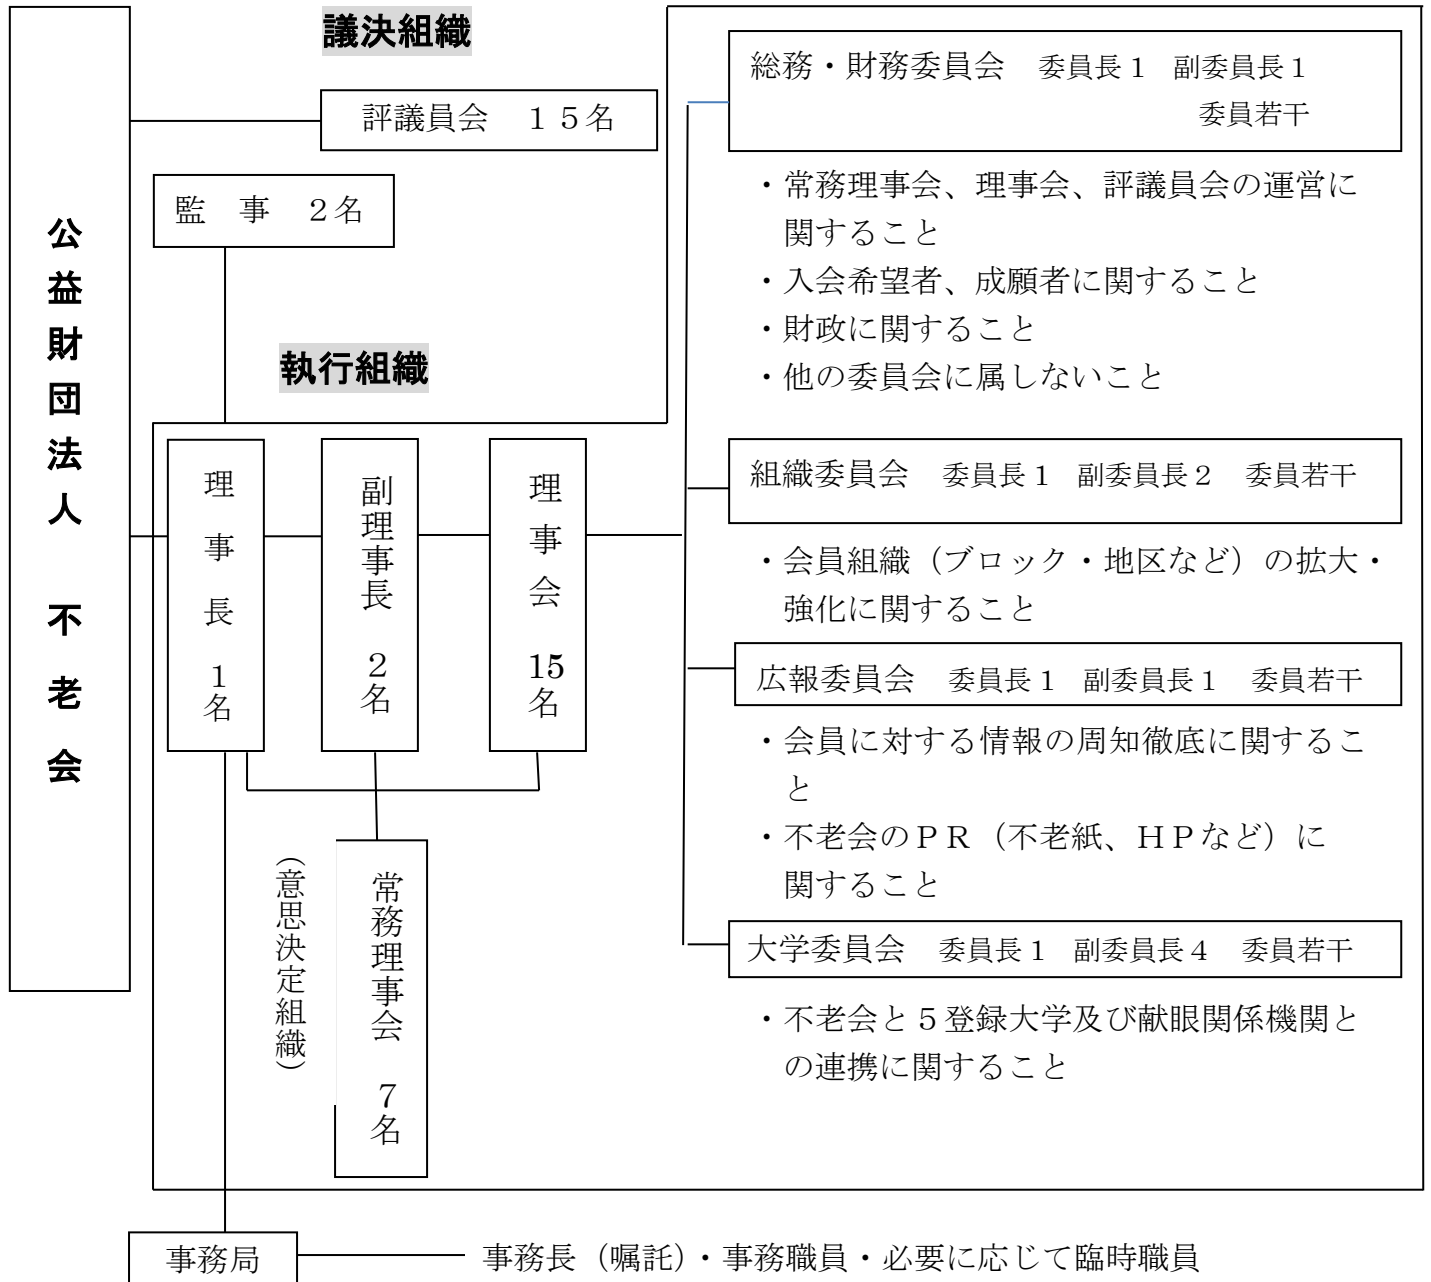 公益財団法人 不老会
議決組織
評議員会 15名
監 事 2名
執行組織
理事長 1名
副理事長 2名
理事会 15名
(意思決定組織)
常務理事会 7名
総務・財務委員会 委員長1 副委員長1
委員若干
・常務理事会、理事会、評議員会の運営に
関すること
・入会希望者、成願者に関すること
・財政に関すること
・他の委員会に属しないこと
組織委員会 委員長1 副委員長2 委員若干
・会員組織（ブロック・地区など）の拡大・
強化に関すること
広報委員会 委員長1 副委員長1 委員若干
・会員に対する情報の周知徹底に関するこ
と
・不老会のＰＲ（不老紙、ＨＰなど）に
関すること
大学委員会 委員長1 副委員長4 委員若干
・不老会と５登録大学及び献眼関係機関と
の連携に関すること
事務局
事務長（嘱託）・事務職員・必要に応じて臨時職員